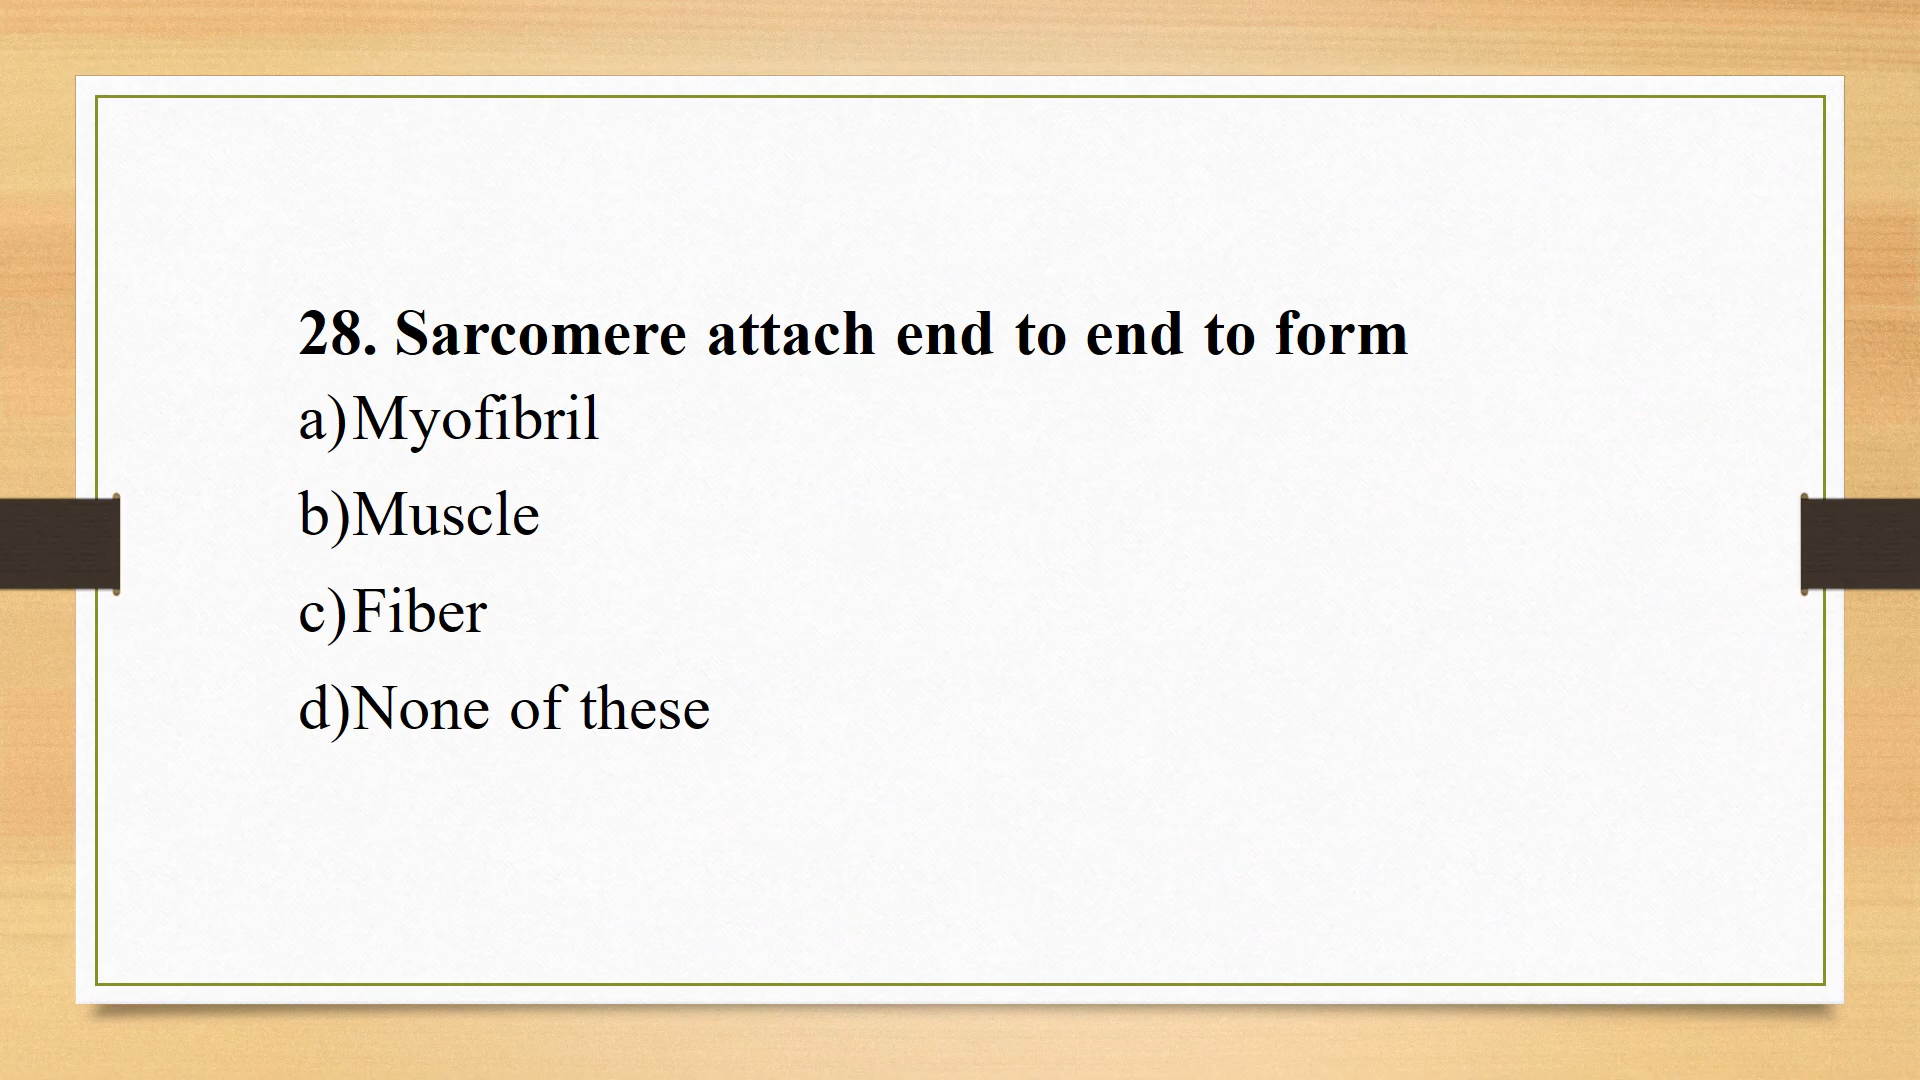 28. Sarcomere attach end to end to form
a)Myofibril
b)Muscle
c)Fiber
d)None of these